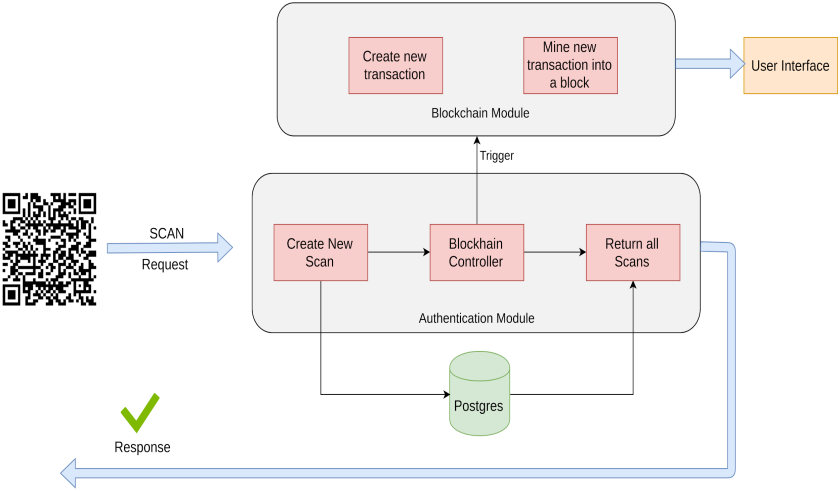 Create new
transaction
Mine new
transaction into
a block
User Interface
Blockchain Module
Trigger
SCAN
Request
Create New
Scan
Blockhain
Controller
Return all
Scans
Authentication Module
Postgres
Response